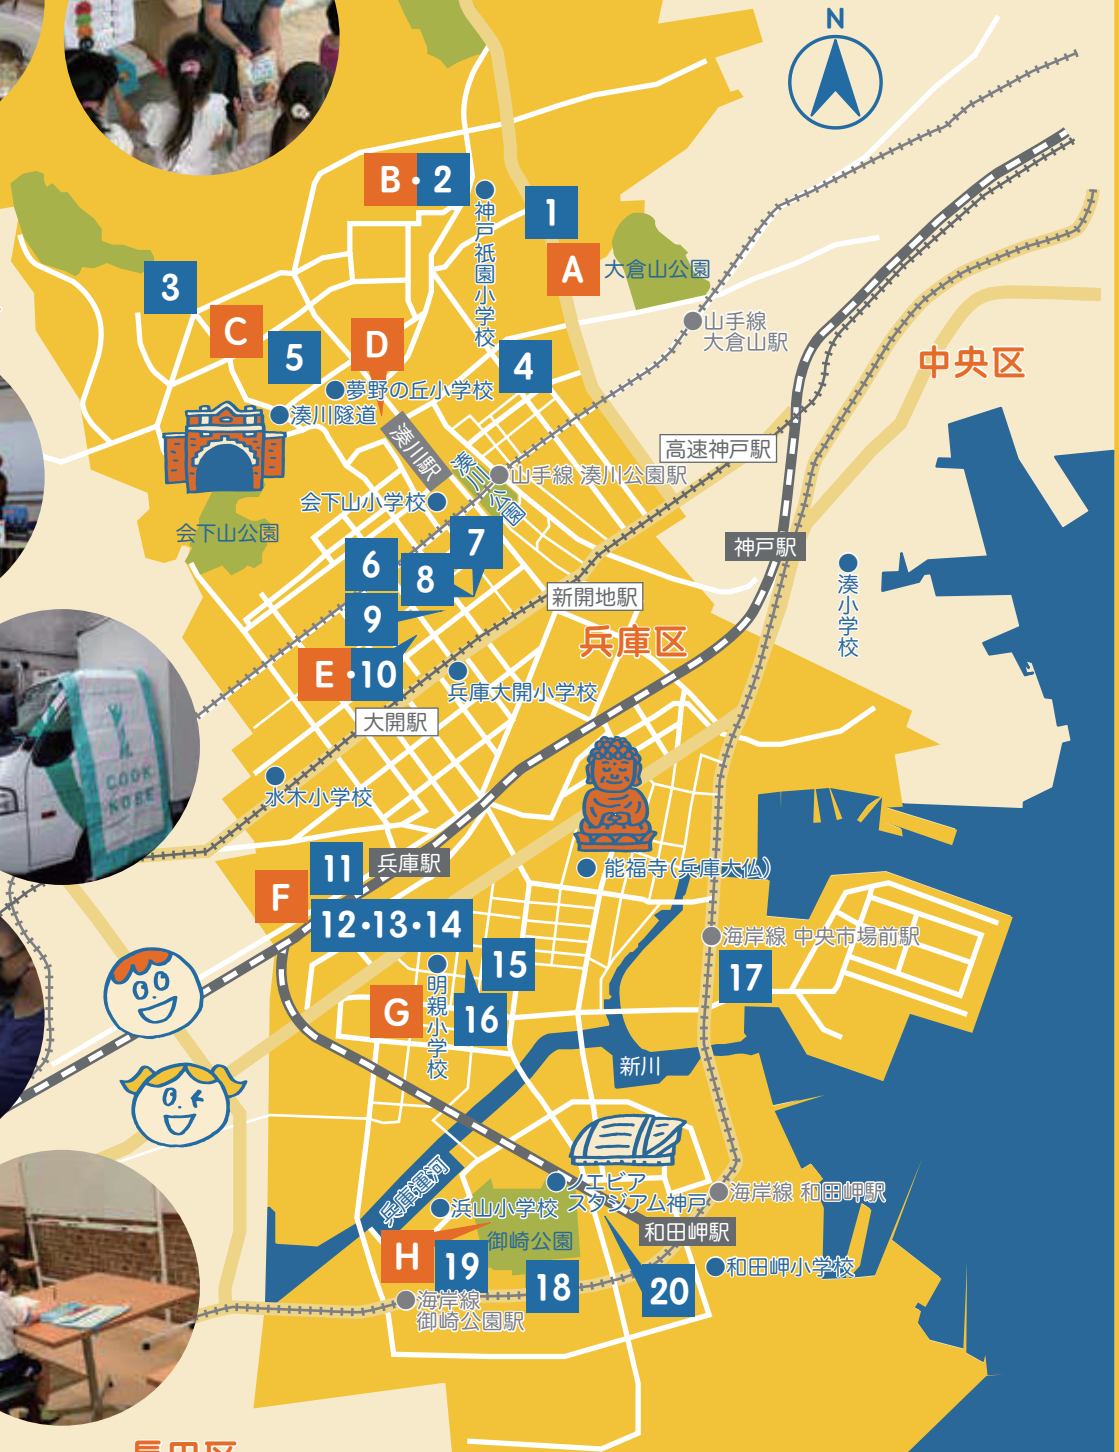 N
B・2
1
A
神戸祇園小学校
大倉山公園
3
C
5
D
4
山手線
大倉山駅
中央区
夢野の丘小学校
湊川隧道
湊川駅
湊川公園
高速神戸駅
山手線 湊川公園駅
会下山小学校
会下山公園
7
6
8
9
神戸駅
湊小学校
新開地駅
兵庫区
E・10
兵庫大開小学校
大開駅
COOK
KOBE
水木小学校
11
兵庫駅
能福寺(兵庫大仏)
F
12・13・14
海岸線 中央市場前駅
15
17
明親小学校
G
16
新川
兵庫運河
ノエビア
スタジアム神戸
海岸線 和田岬駅
浜山小学校
和田岬駅
H
御崎公園
19
18
20
和田岬小学校
海岸線
御崎公園駅
長田区